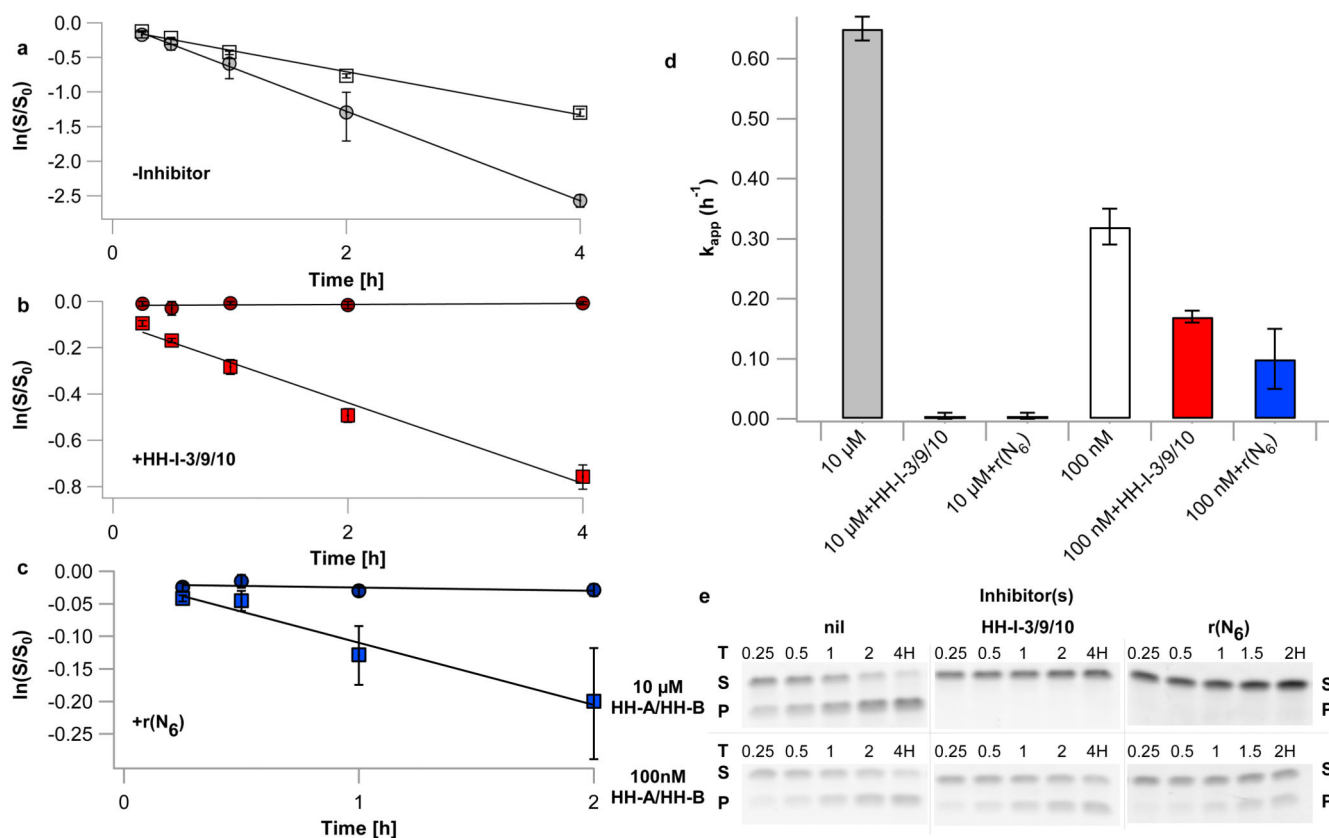 a
ln(S/S0)
0.0
-0.5
-1.0
-1.5
-2.0
-2.5
-Inhibitor
0 2 4
Time [h]
b
ln(S/S0)
0.0
-0.2
-0.4
-0.6
-0.8
+HH-I-3/9/10
0 2 4
Time [h]
c
ln(S/S0)
0.00
-0.05
-0.10
-0.15
-0.20
-0.25
+r(N6)
0 1 2
Time [h]
d
kapp (h-1)
0.60
0.50
0.40
0.30
0.20
0.10
0.00
10 µM
10 µM+HH-I-3/9/10
10 µM+r(N6)
100 nM
100 nM+HH-I-3/9/10
100 nM+r(N6)
e
Inhibitor(s)
nil HH-I-3/9/10 r(N6)
T 0.25 0.5 1 2 4H 0.25 0.5 1 2 4H 0.25 0.5 1 1.5 2H
S S
10 µM
HH-A/HH-B
P P
T 0.25 0.5 1 2 4H 0.25 0.5 1 2 4H 0.25 0.5 1 1.5 2H
S S
100nM
HH-A/HH-B
P P